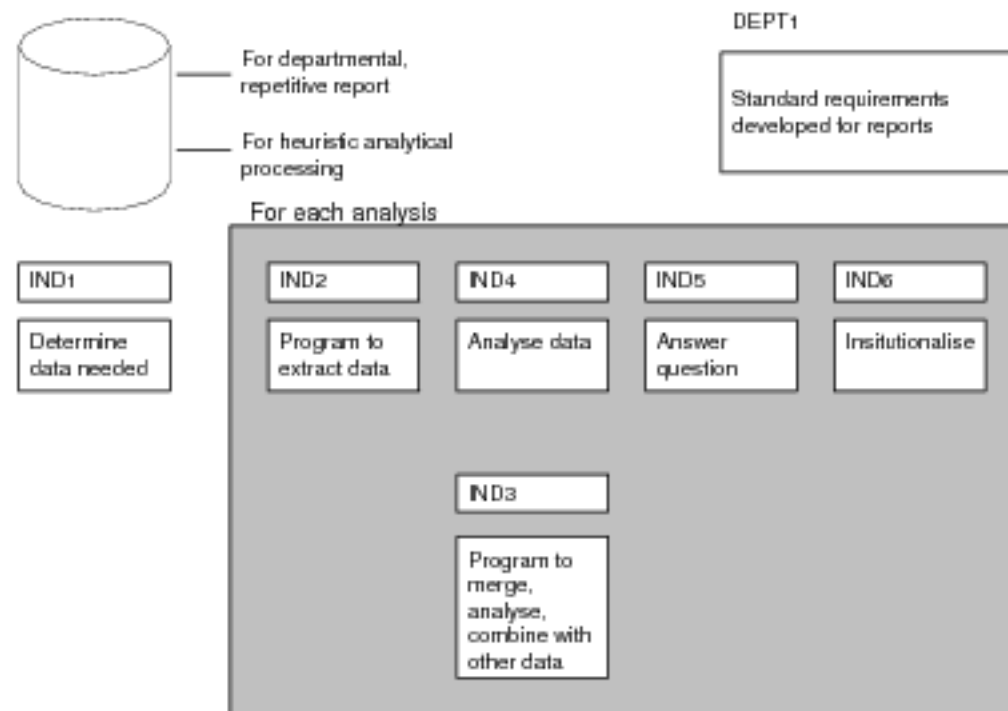 DEPT1
For departmental,
repetitive report
Standard requirements
developed for reports
For heuristic analytical
processing
For each analysis
IND1
IND2
IND4
IND5
IND6
Determine
data needed
Program to
extract data
Analyse data
Answer
question
Insitutionalise
IND3
Program to
merge,
analyse,
combine with
other data